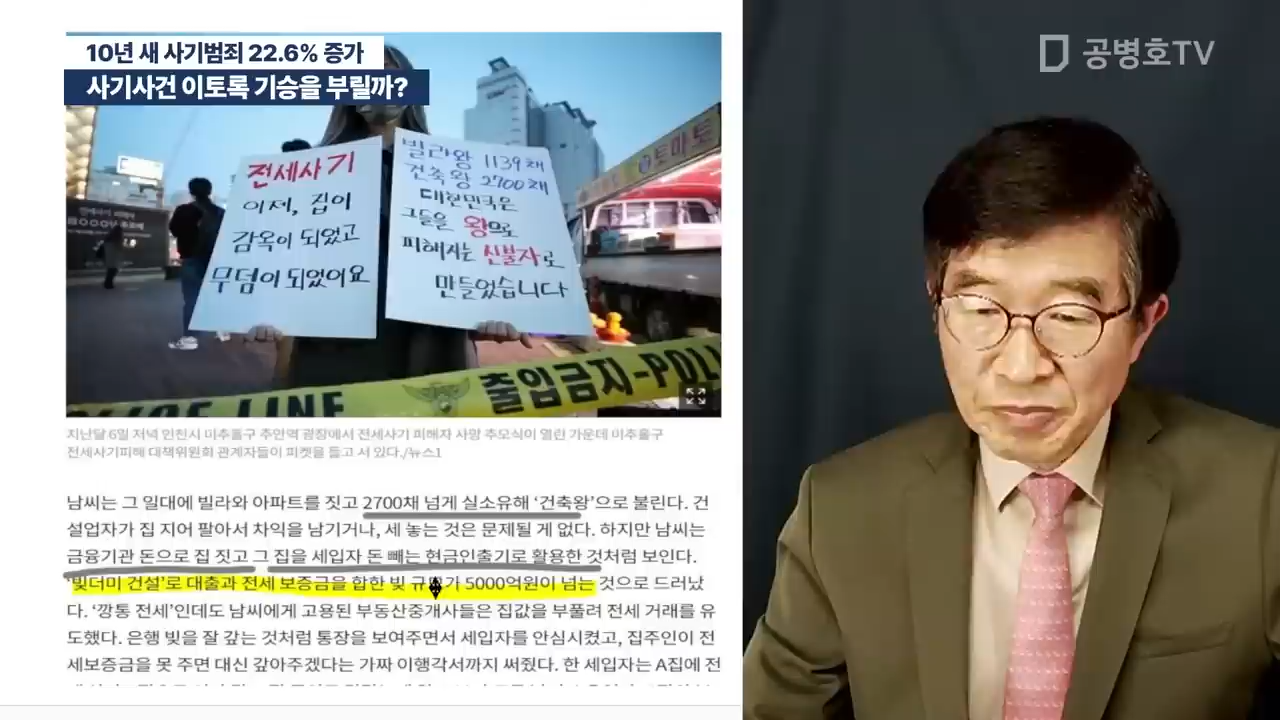 10년 새 사기범죄 22.6% 증가
사기사건 이토록 기승을 부릴까?
공병호TV
전세사기
이제, 집이
감옥이 되었고
무덤이 되었어요
빌라왕 1139채
건축왕 2700채
대한민국은
그들을 왕으로
피해자는 신불자로
만들었습니다
토마토
POLICE LINE
출입금지-POLI
지난달 6일 저녁 인천시 미추홀구 주안역 광장에서 전세사기 피해자 사망 추모식이 열린 가운데 미추홀구
전세사기피해 대책위원회 관계자들이 피켓을 들고 서 있다./뉴스1
남씨는 그 일대에 빌라와 아파트를 짓고 2700채 넘게 실소유해 ‘건축왕’으로 불린다. 건
설업자가 집 지어 팔아서 차익을 남기거나, 세 놓는 것은 문제될 게 없다. 하지만 남씨는
금융기관 돈으로 집 짓고 그 집을 세입자 돈 빼는 현금인출기로 활용한 것처럼 보인다.
‘빚더미 건설’로 대출과 전세 보증금을 합한 빚 규모가 5000억원이 넘는 것으로 드러났
다. ‘깡통 전세’인데도 남씨에게 고용된 부동산중개사들은 집값을 부풀려 전세 거래를 유
도했다. 은행 빚을 잘 갚는 것처럼 통장을 보여주면서 세입자를 안심시켰고, 집주인이 전
세보증금을 못 주면 대신 갚아주겠다는 가짜 이행각서까지 써줬다. 한 세입자는 A집에 전